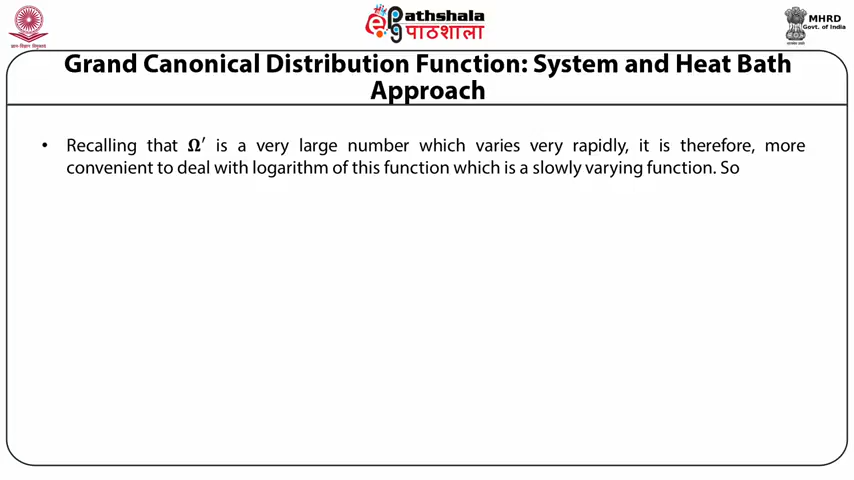 ePathshala
पाठशाला
MHRD
Govt. of India
Grand Canonical Distribution Function: System and Heat Bath
Approach
• Recalling that Ω′ is a very large number which varies very rapidly, it is therefore, more
convenient to deal with logarithm of this function which is a slowly varying function. So